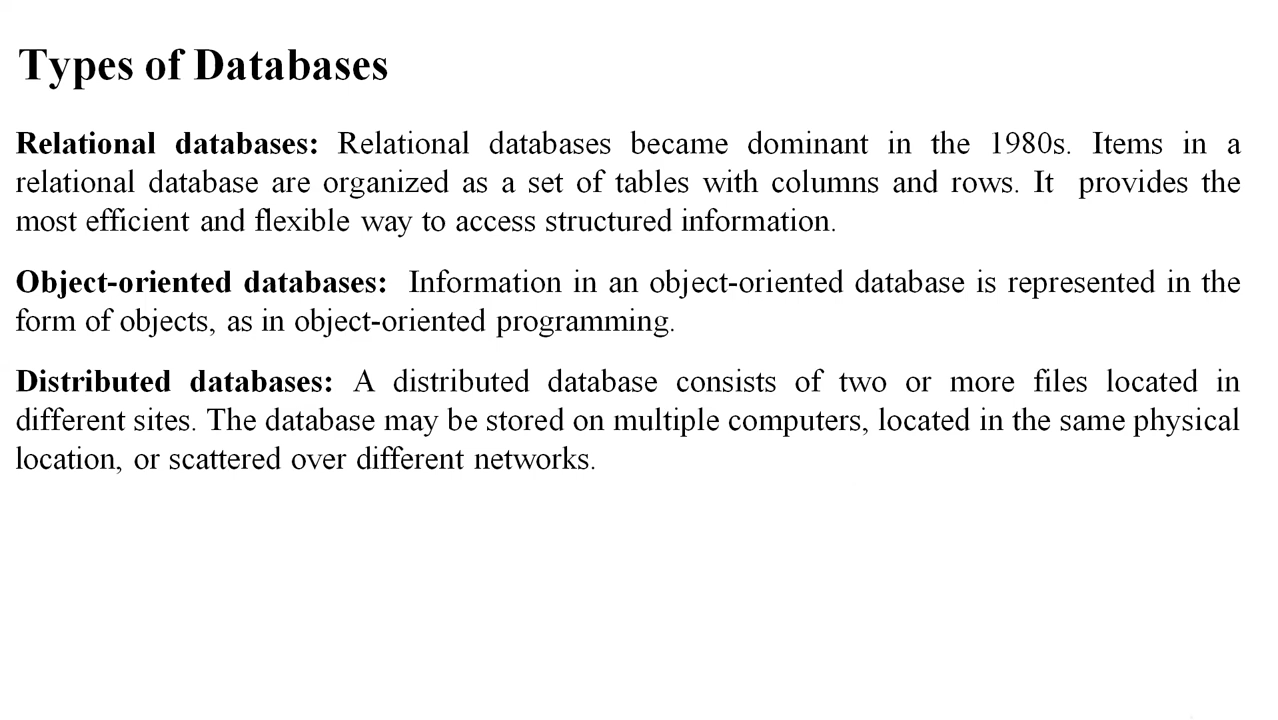 Types of Databases
Relational databases: Relational databases became dominant in the 1980s. Items in a
relational database are organized as a set of tables with columns and rows. It provides the
most efficient and flexible way to access structured information.
Object-oriented databases: Information in an object-oriented database is represented in the
form of objects, as in object-oriented programming.
Distributed databases: A distributed database consists of two or more files located in
different sites. The database may be stored on multiple computers, located in the same physical
location, or scattered over different networks.